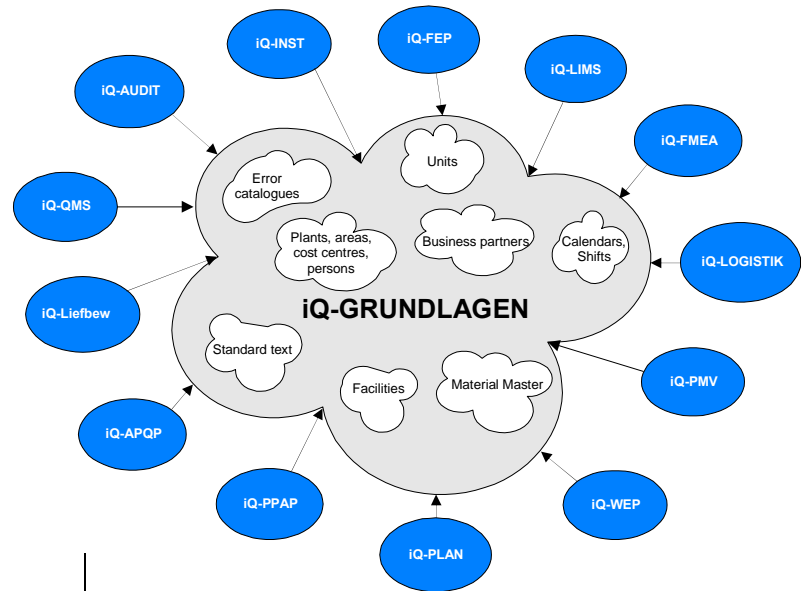 iQ-FEP
iQ-INST
iQ-LIMS
iQ-AUDIT
iQ-FMEA
Units
Error
catalogues
iQ-QMS
Plants, areas,
cost centres,
persons
Business partners
Calendars,
Shifts
iQ-LOGISTIK
iQ-Liefbew
iQ-GRUNDLAGEN
Standard text
Facilities
Material Master
iQ-PMV
iQ-APQP
iQ-PPAP
iQ-WEP
iQ-PLAN